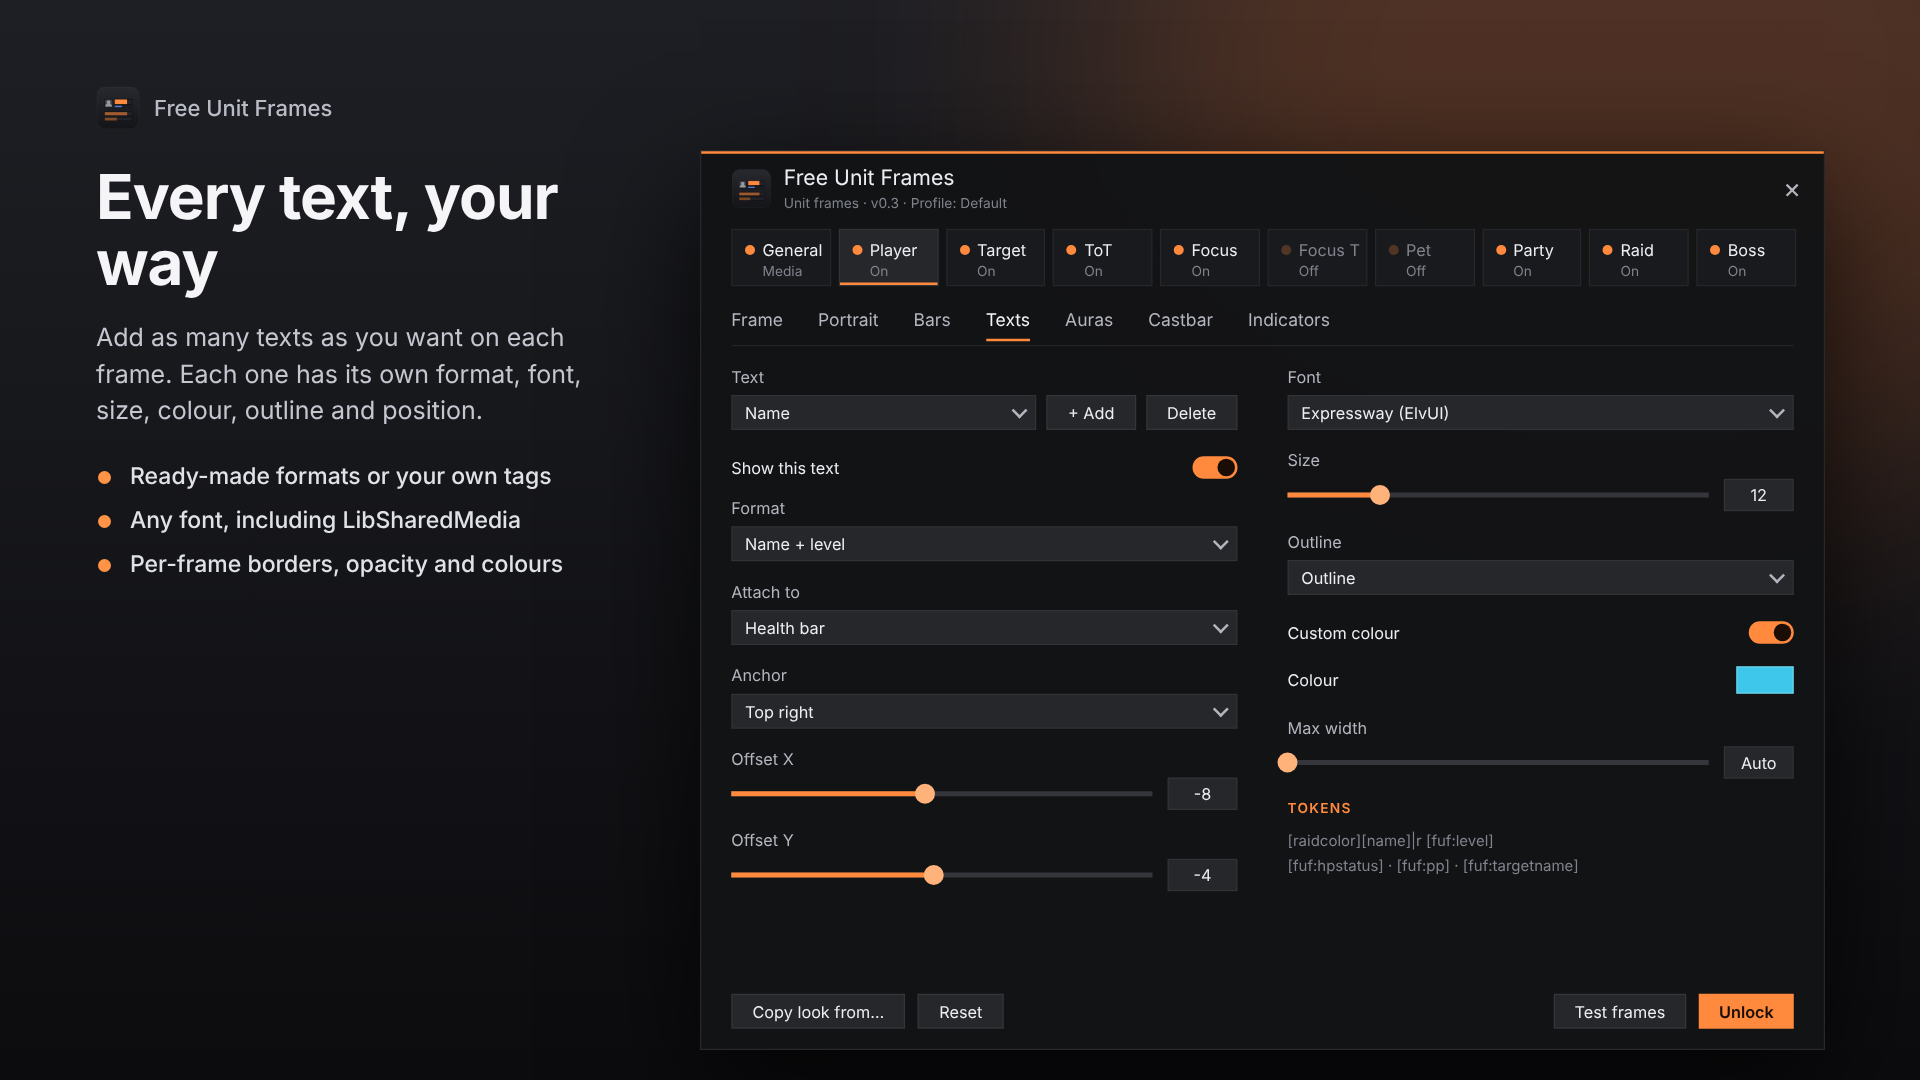 Free Unit Frames
Every text, your
way
Add as many texts as you want on each
frame. Each one has its own format, font,
size, colour, outline and position.
Ready-made formats or your own tags
Any font, including LibSharedMedia
Per-frame borders, opacity and colours
Free Unit Frames
Unit frames · v0.3 · Profile: Default
General
Media
Player
On
Target
On
ToT
On
Focus
On
Focus T
Off
Pet
Off
Party
On
Raid
On
Boss
On
Frame Portrait Bars Texts Auras Castbar Indicators
Text
Name + Add Delete
Show this text
Format
Name + level
Attach to
Health bar
Anchor
Top right
Offset X
-8
Offset Y
-4
Font
Expressway (ElvUI)
Size
12
Outline
Outline
Custom colour
Colour
Max width
Auto
TOKENS
[raidcolor][name]|r [fuf:level]
[fuf:hpstatus] · [fuf:pp] · [fuf:targetname]
Copy look from... Reset Test frames Unlock